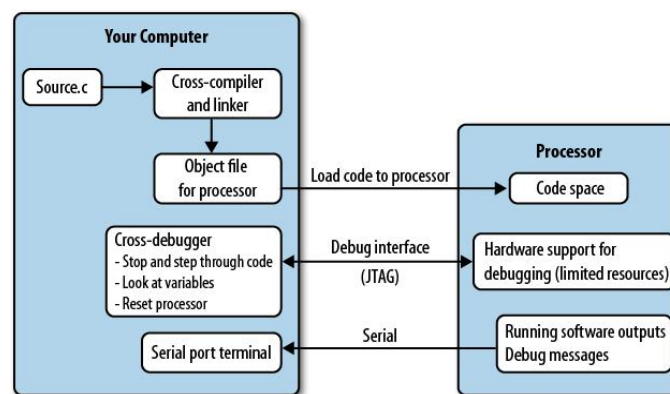 Your Computer
Source.c
Cross-compiler
and linker
Object file
for processor
Load code to processor
Processor
Code space
Cross-debugger
- Stop and step through code
- Look at variables
- Reset processor
Debug interface
(JTAG)
Hardware support for
debugging (limited resources)
Serial port terminal
Serial
Running software outputs
Debug messages